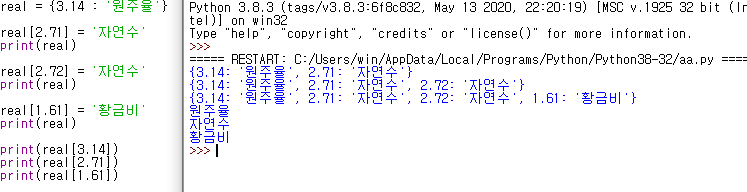 real = {3.14 : '원주율'}
real[2.71] = '자연수'
print(real)
real[2.72] = '자연수'
print(real)
real[1.61] = '황금비'
print(real)
print(real[3.14])
print(real[2.71])
print(real[1.61])
Python 3.8.3 (tags/v3.8.3:6f8c832, May 13 2020, 22:20:19) [MSC v.1925 32 bit (In
tel)] on win32
Type "help", "copyright", "credits" or "license()" for more information.
>>>
===== RESTART: C:/Users/win/AppData/Local/Programs/Python/Python38-32/aa.py ====
{3.14: '원주율', 2.71: '자연수'}
{3.14: '원주율', 2.71: '자연수', 2.72: '자연수'}
{3.14: '원주율', 2.71: '자연수', 2.72: '자연수', 1.61: '황금비'}
원주율
자연수
황금비
>>>